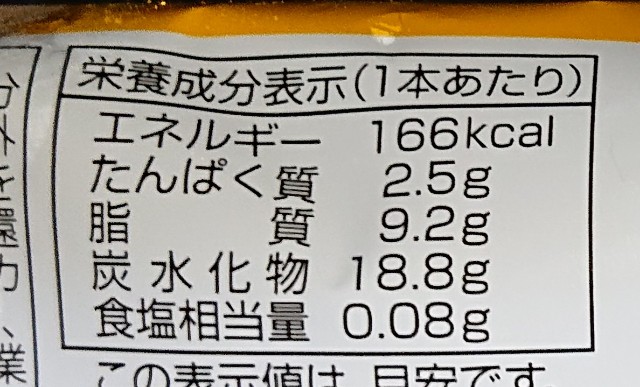 栄養成分表示(1本あたり)
エネルギー 166kcal
たんぱく質 2.5g
脂質 9.2g
炭水化物 18.8g
食塩相当量 0.08g
この表示値は、目安です